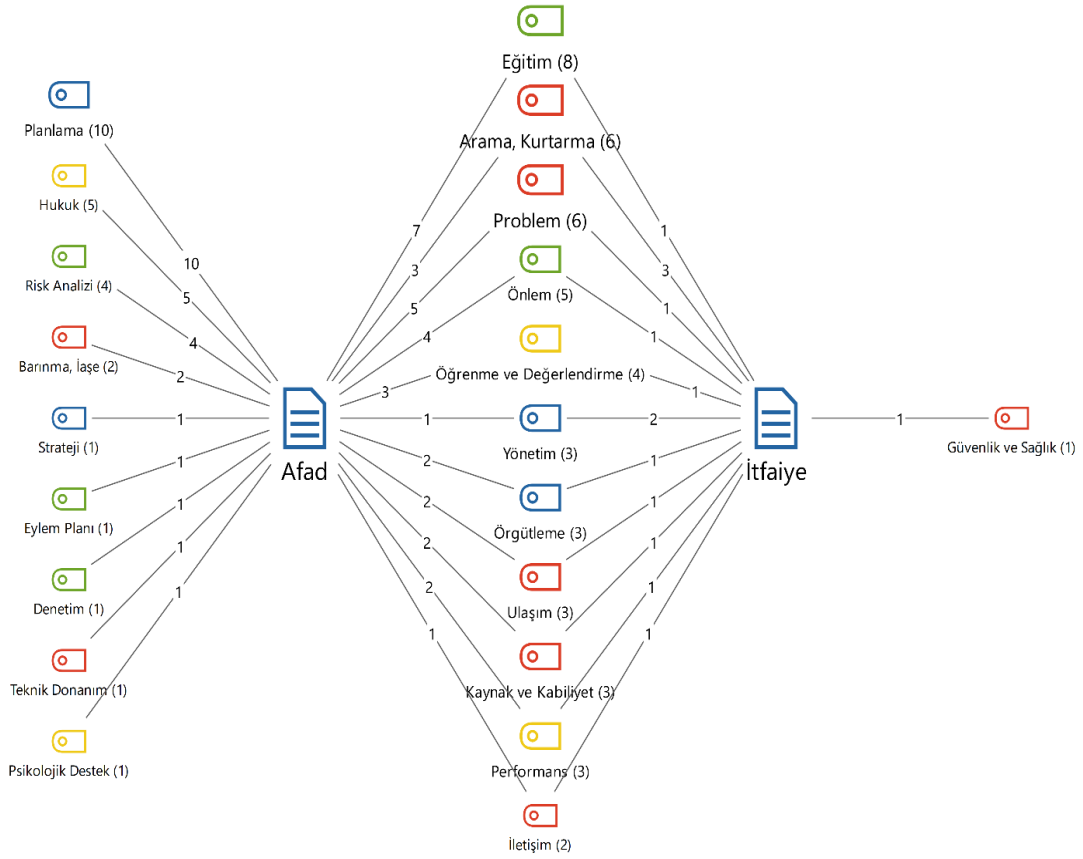 Eğitim (8)
Planlama (10)
Arama, Kurtarma (6)
Hukuk (5)
Problem (6)
7
1
10
3
3
Risk Analizi (4)
Önlem (5)
5
5
1
4
4
1
Barınma, İaşe (2)
Öğrenme ve Değerlendirme (4)
2
3
1
1
1
2
1
Strateji (1)
Yönetim (3)
Güvenlik ve Sağlık (1)
Afad
İtfaiye
1
2
1
Eylem Planı (1)
Örgütleme (3)
1
2
1
Denetim (1)
Ulaşım (3)
1
2
1
Teknik Donanım (1)
Kaynak ve Kabiliyet (3)
1
2
1
Psikolojik Destek (1)
Performans (3)
1
1
İletişim (2)